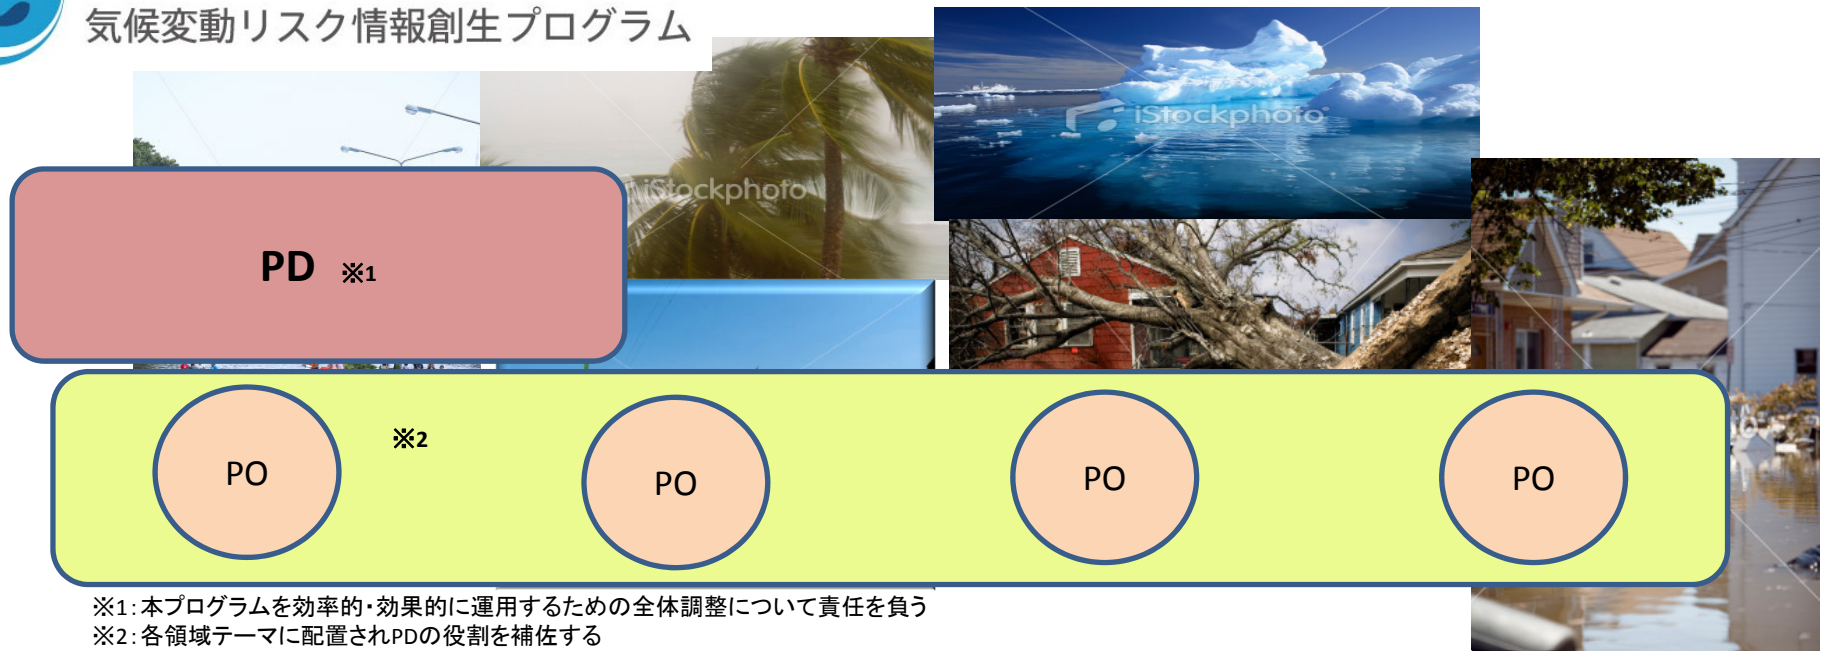 気候変動リスク情報創生プログラム
iStockphoto
iStockphoto
PD ※1
※2
PO
PO
PO
PO
※1:本プログラムを効率的・効果的に運用するための全体調整について責任を負う
※2:各領域テーマに配置されPDの役割を補佐する